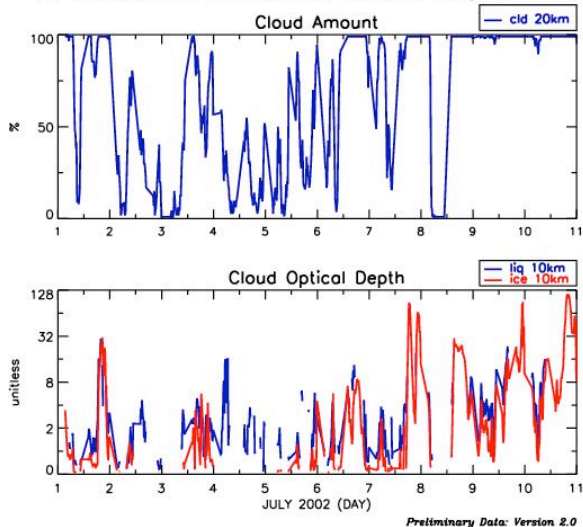 Cloud Amount
cld 20km
100
50
0
%
1 2 3 4 5 6 7 8 9 10 11
Cloud Optical Depth
liq 10km
ice 10km
128
32
8
2
0
unitless
1 2 3 4 5 6 7 8 9 10 11
JULY 2002 (DAY)
Preliminary Data: Version 2.0